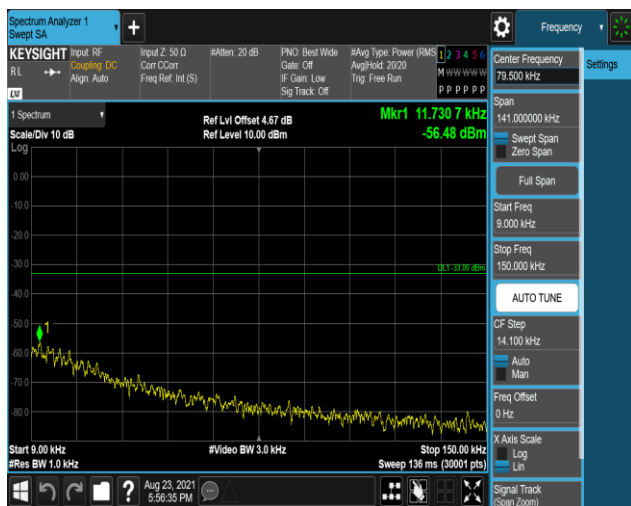 Spectrum Analyzer 1
Swept SA
Frequency
KEYSIGHT
RL
LXI
Input: RF
Coupling: DC
Align: Auto
Input Z: 50 Ω
Corr CCorr
Freq Ref: Int (S)
#Atten: 20 dB
PNO: Best Wide
Gate: Off
IF Gain: Low
Sig Track: Off
#Avg Type: Power (RMS
Avg|Hold: 20/20
Trig: Free Run
1 2 3 4 5 6
M W W W W W
P P P P P P
Center Frequency
79.500 kHz
Settings
Span
141.000000 kHz
Swept Span
Zero Span
Full Span
Start Freq
9.000 kHz
Stop Freq
150.000 kHz
AUTO TUNE
CF Step
14.100 kHz
Auto
Man
Freq Offset
0 Hz
X Axis Scale
Log
Lin
Signal Track
(Span Zoom)
1 Spectrum
Scale/Div 10 dB
Log
Ref Lvl Offset 4.67 dB
Ref Level 10.00 dBm
Mkr1 11.730 7 kHz
-56.48 dBm
0.00
-10.0
-20.0
-30.0
DL1 -33.00 dBm
-40.0
-50.0
1
-60.0
-70.0
-80.0
Start 9.00 kHz
#Res BW 1.0 kHz
#Video BW 3.0 kHz
Stop 150.00 kHz
Sweep 136 ms (30001 pts)
?
Aug 23, 2021
5:56:35 PM